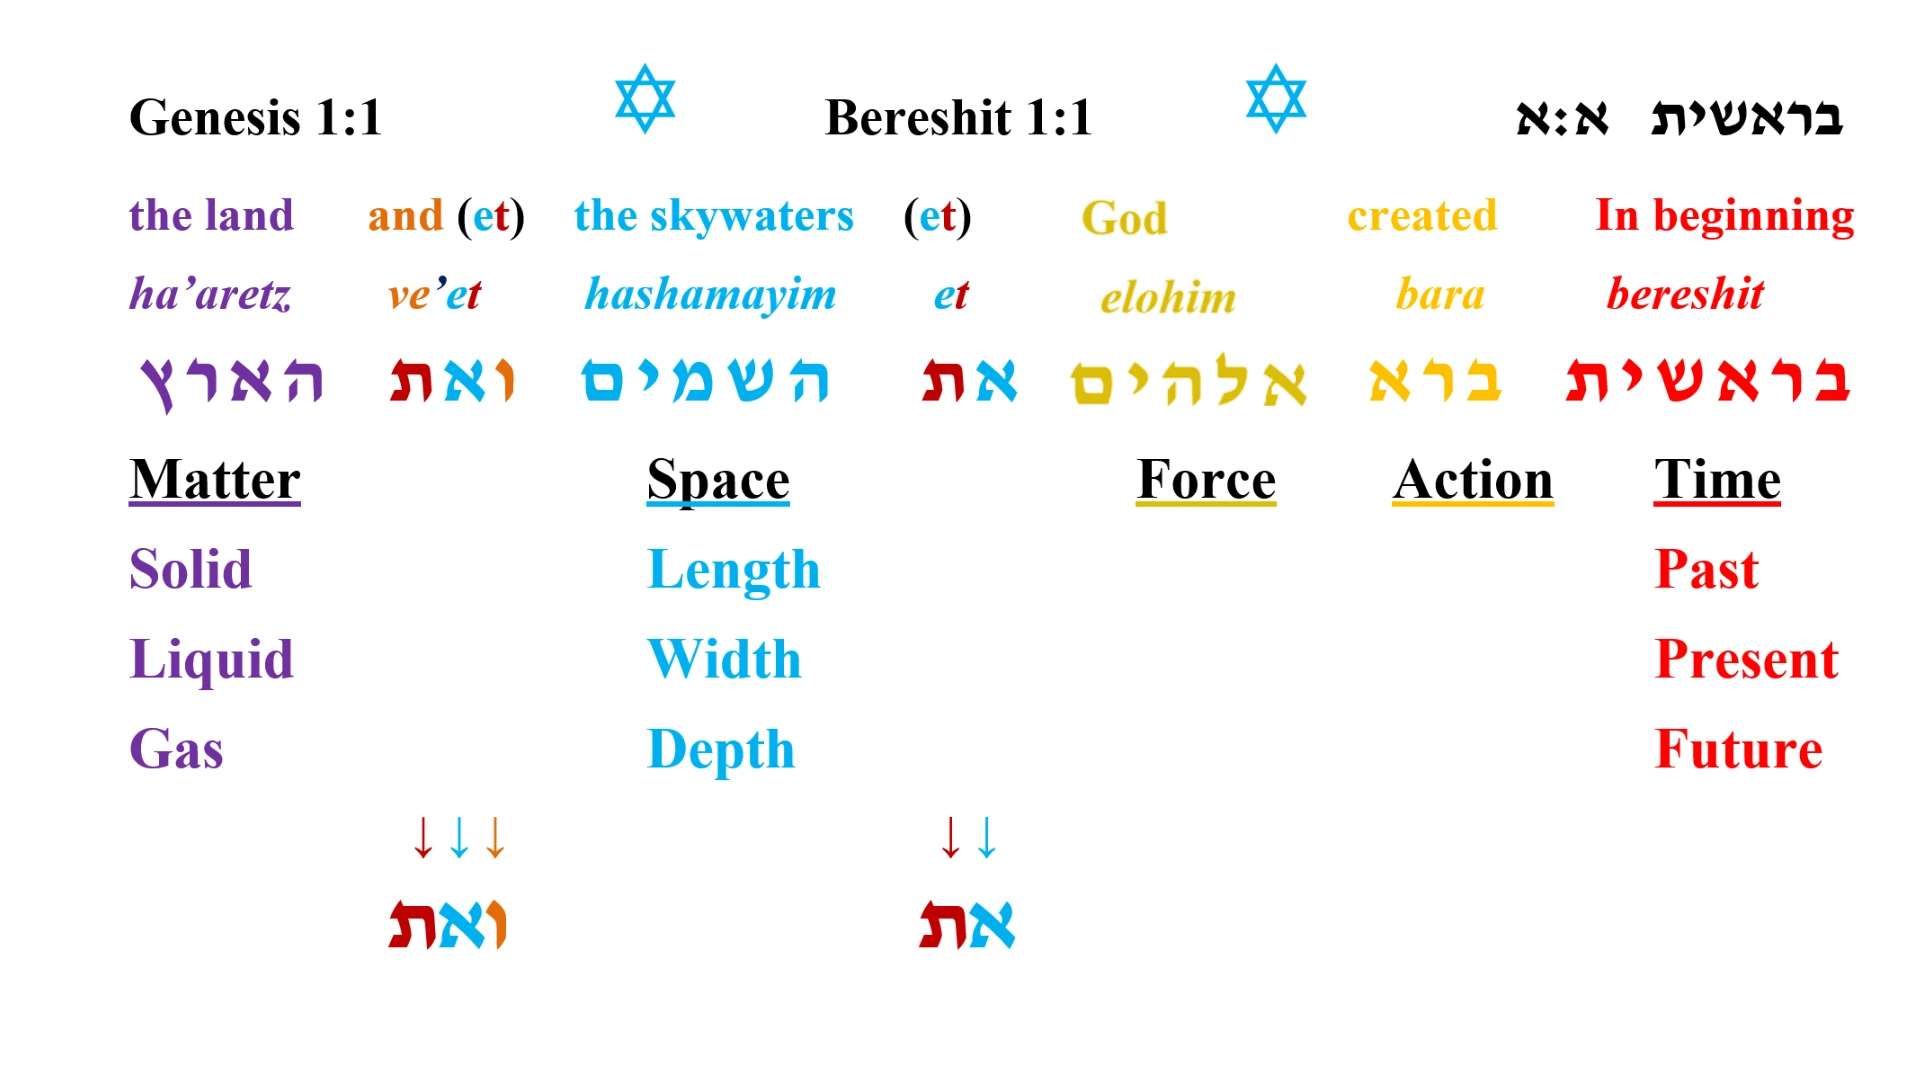 Genesis 1:1 ✡ Bereshit 1:1 ✡ בראשית א:א
the land and (et) the skywaters (et) God created In beginning
ha’aretz ve’et hashamayim et elohim bara bereshit
בראשית ברא אלהים את השמים ואת הארץ
Matter Space Force Action Time
Solid Length Past
Liquid Width Present
Gas Depth Future
↓↓↓ ↓↓
את ואת